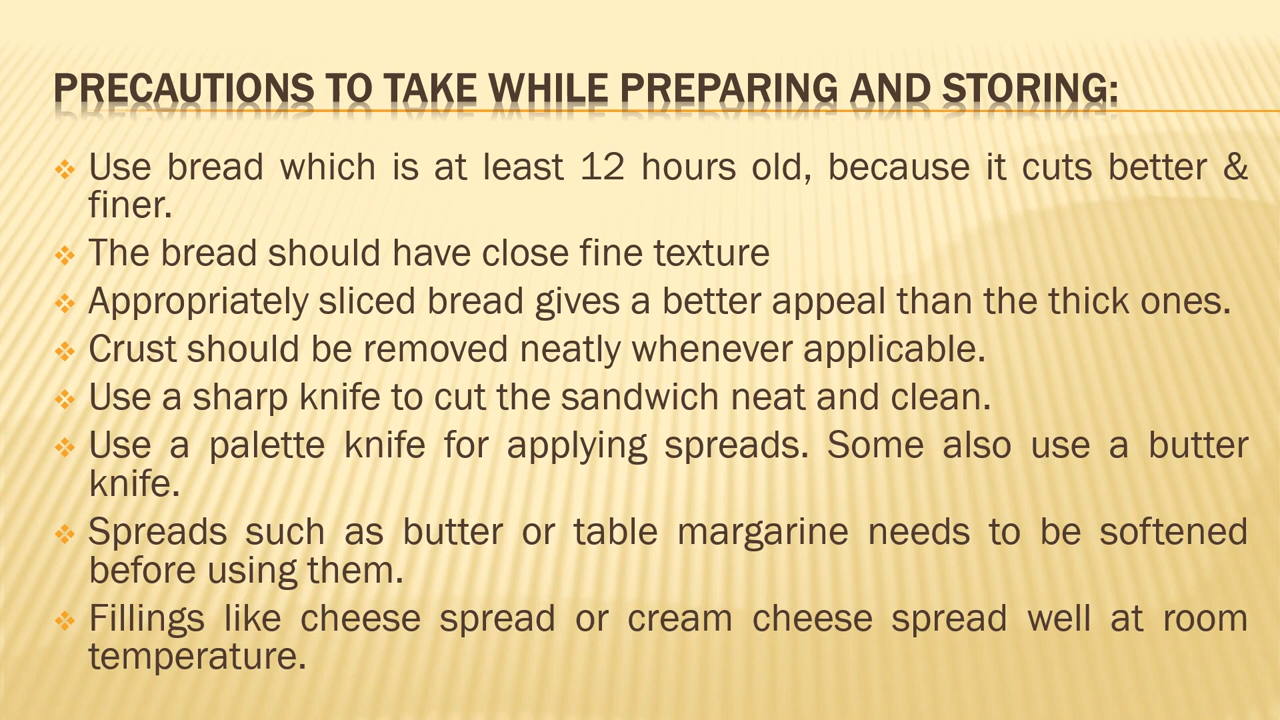 PRECAUTIONS TO TAKE WHILE PREPARING AND STORING:
Use bread which is at least 12 hours old, because it cuts better &
finer.
The bread should have close fine texture
Appropriately sliced bread gives a better appeal than the thick ones.
Crust should be removed neatly whenever applicable.
Use a sharp knife to cut the sandwich neat and clean.
Use a palette knife for applying spreads. Some also use a butter
knife.
Spreads such as butter or table margarine needs to be softened
before using them.
Fillings like cheese spread or cream cheese spread well at room
temperature.